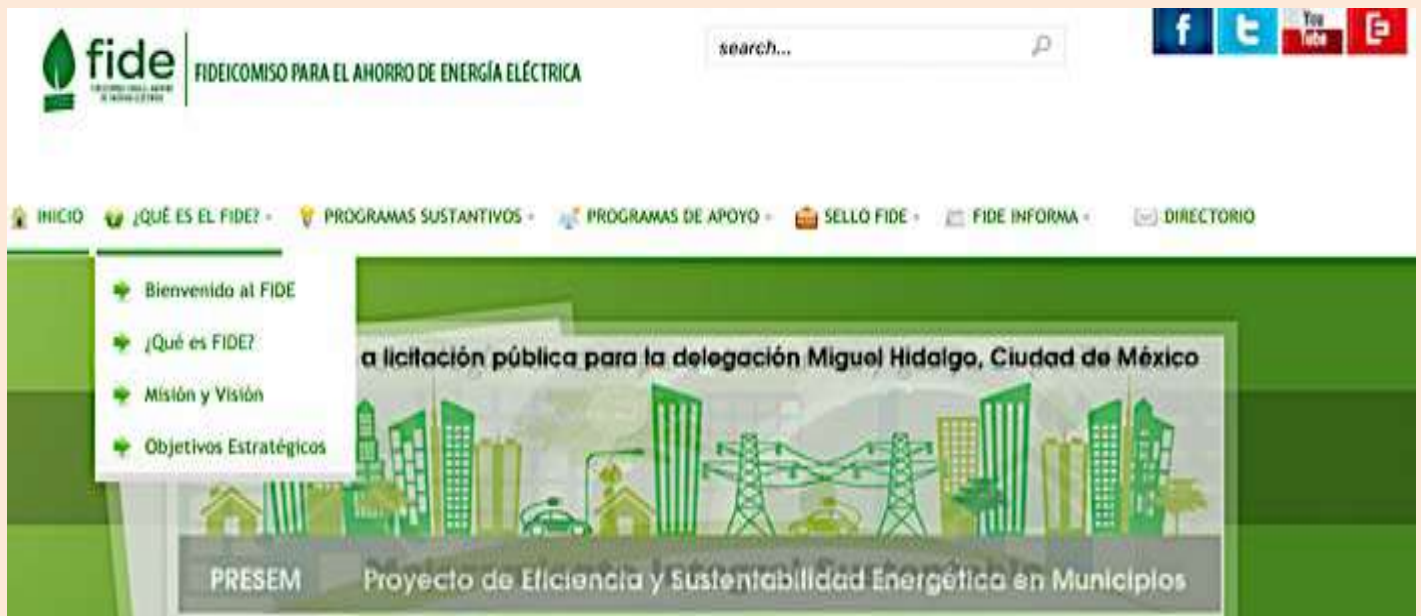 fide
FIDEICOMISO PARA EL AHORRO DE ENERGÍA ELÉCTRICA
search...
f
t
You
Tube
INICIO
¿QUÉ ES EL FIDE?
PROGRAMAS SUSTANTIVOS
PROGRAMAS DE APOYO
SELLO FIDE
FIDE INFORMA
DIRECTORIO
Bienvenido al FIDE
¿Qué es FIDE?
Misión y Visión
Objetivos Estratégicos
a licitación pública para la delegación Miguel Hidalgo, Ciudad de México
PRESEM Proyecto de Eficiencia y Sustentabilidad Energética en Municipios